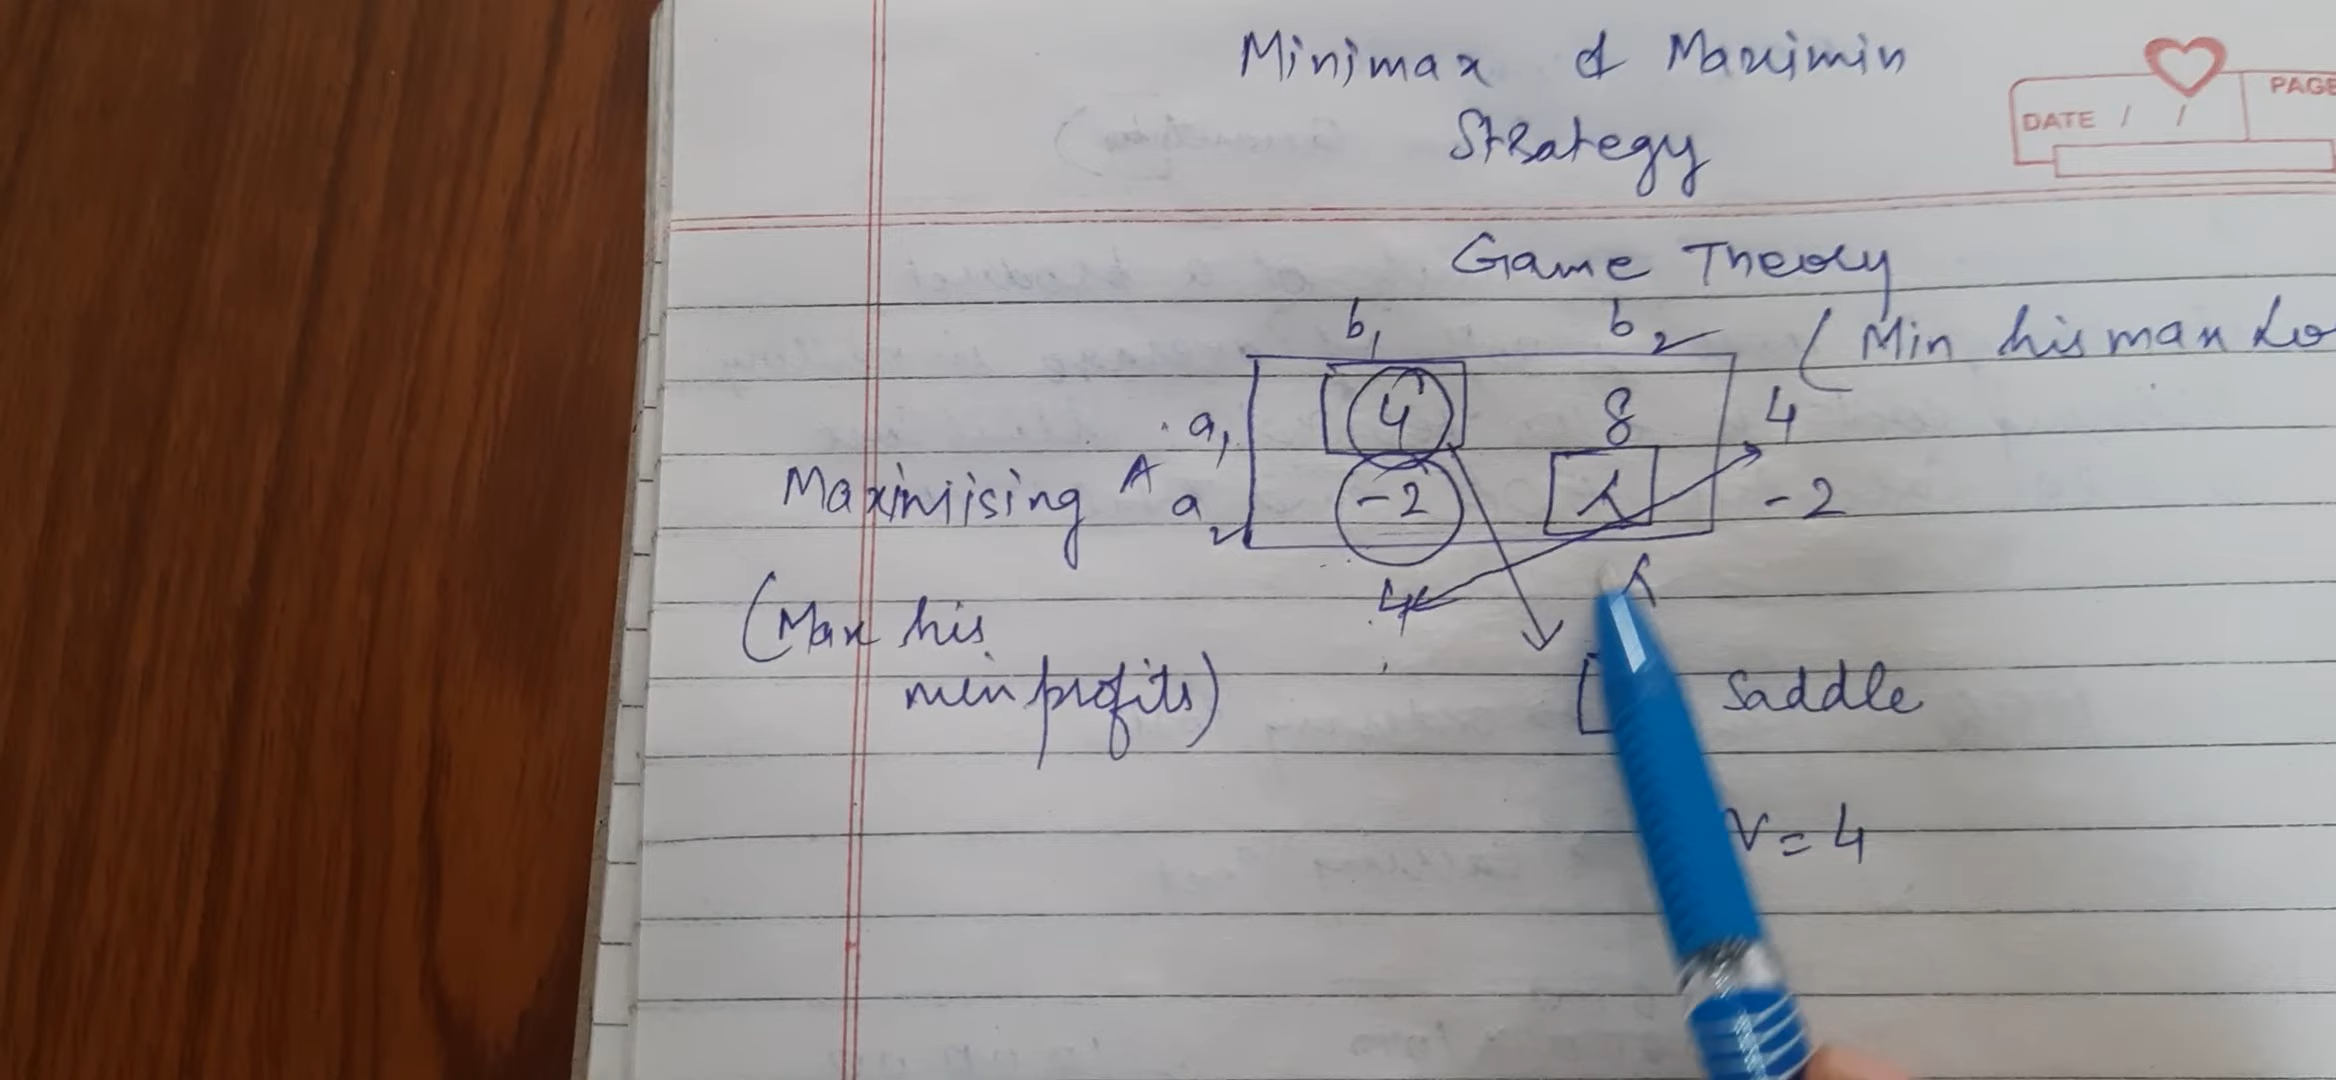 Minimax & Maximin
Strategy
DATE / / PAGE
Game Theory
b1 b2 (Min his max
a1 4 8 4
Maximising A a2 -2 λ -2
4 λ
(Max his
min profits)
Saddle
V = 4